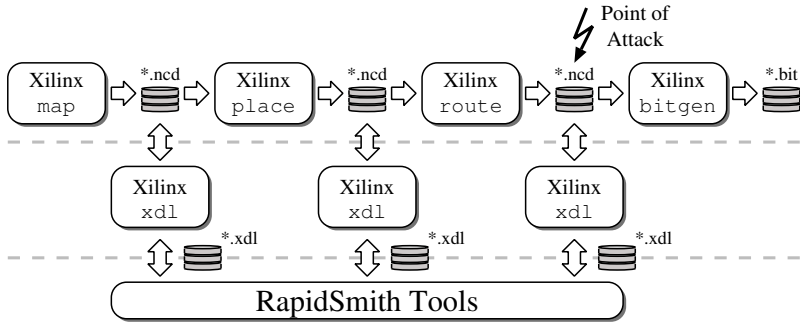 Point of
Attack
Xilinx
map
*.ncd
Xilinx
place
*.ncd
Xilinx
route
*.ncd
Xilinx
bitgen
*.bit
Xilinx
xdl
Xilinx
xdl
Xilinx
xdl
*.xdl
*.xdl
*.xdl
RapidSmith Tools